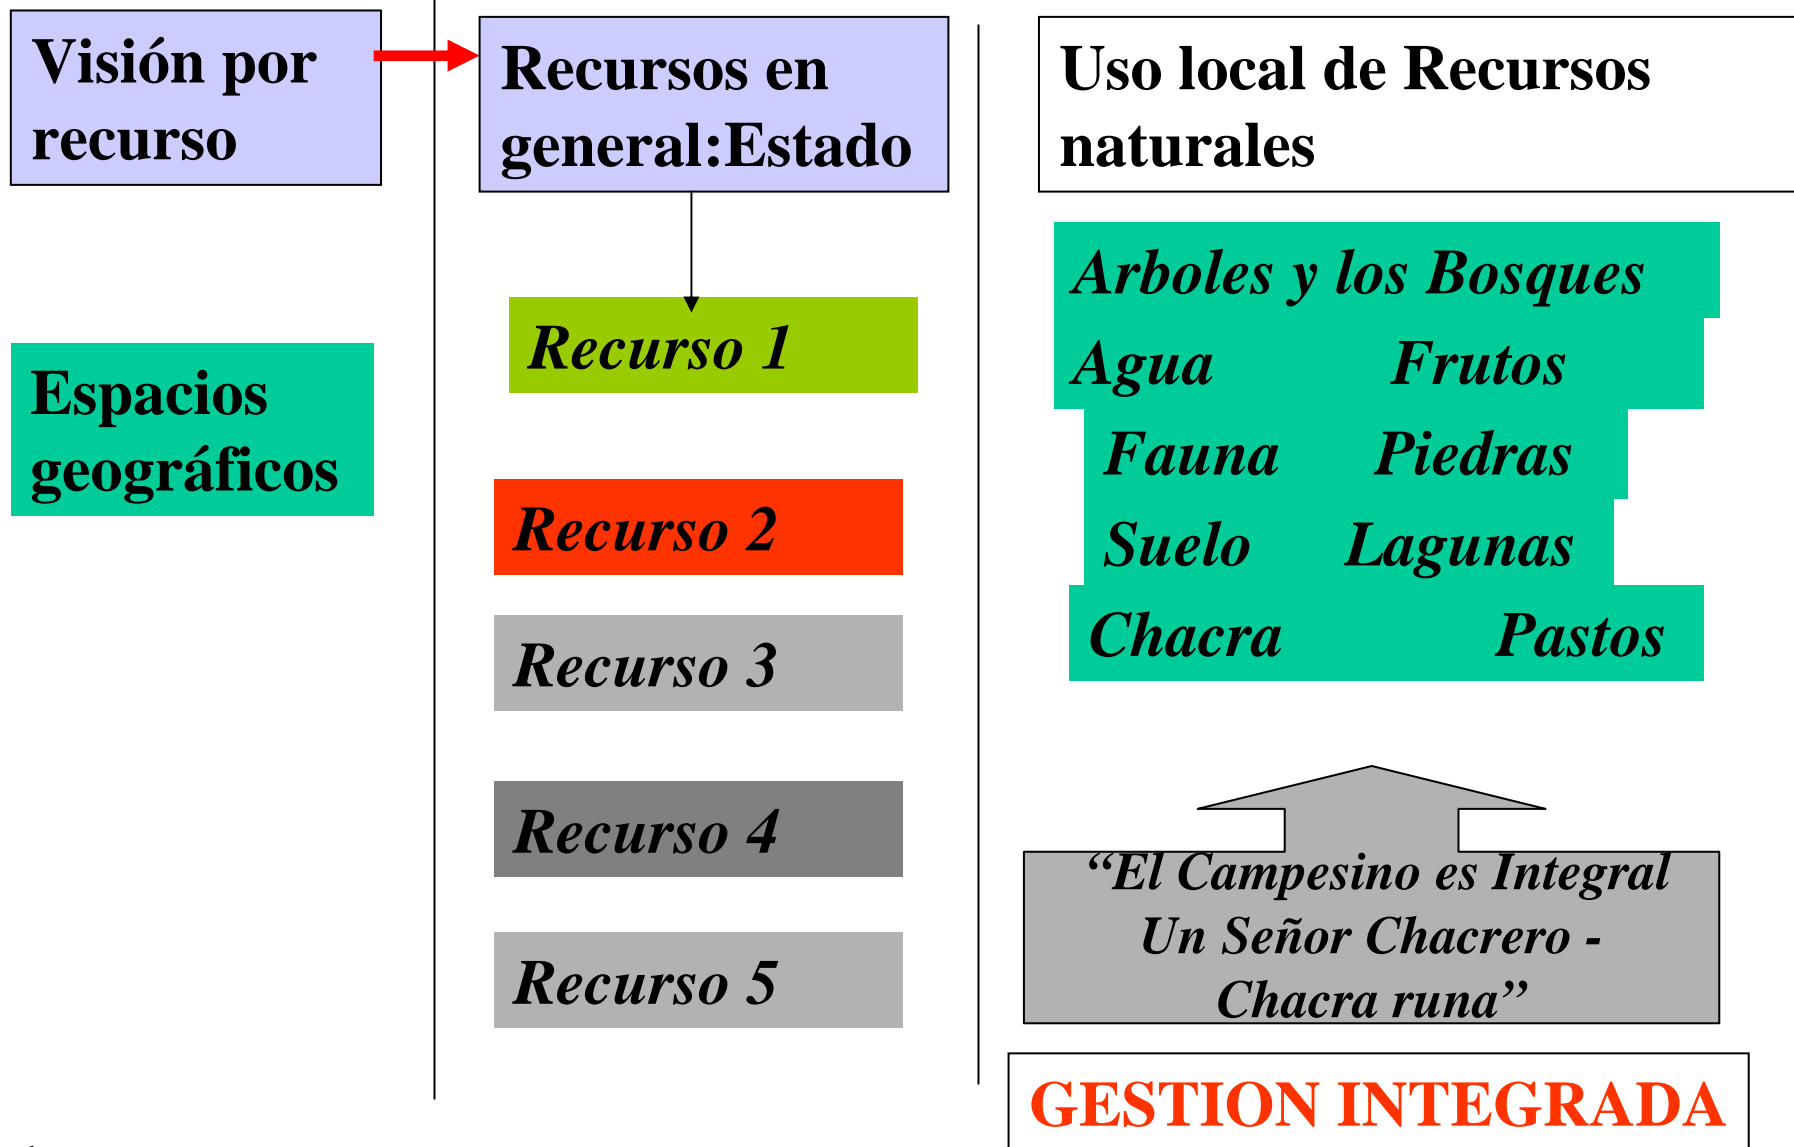 Visión por
recurso
Espacios
geográficos
Recursos en
general:Estado
Recurso 1
Recurso 2
Recurso 3
Recurso 4
Recurso 5
Uso local de Recursos
naturales
Arboles y los Bosques
Agua Frutos
Fauna Piedras
Suelo Lagunas
Chacra Pastos
“El Campesino es Integral
Un Señor Chacrero -
Chacra runa”
GESTION INTEGRADA